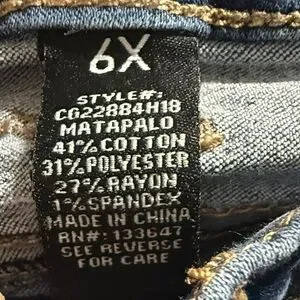 6X
STYLE#:
CG22884H18
MATAPALO
41% COTTON
31% POLYESTER
27% RAYON
1% SPANDEX
MADE IN CHINA
RN#: 133647
SEE REVERSE
FOR CARE